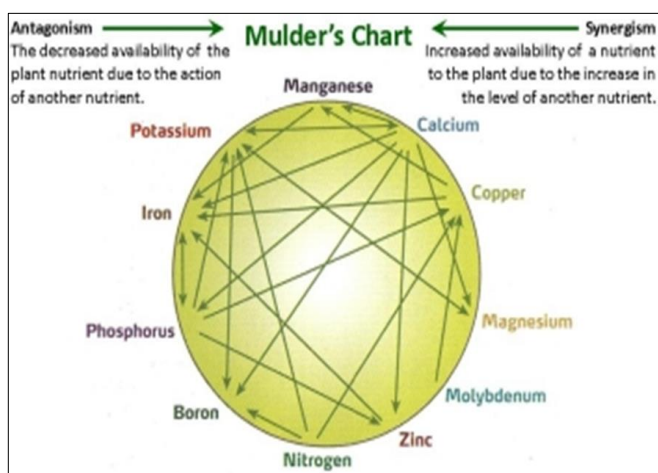 Antagonism
The decreased availability of the
plant nutrient due to the action
of another nutrient.
Mulder's Chart
Synergism
Increased availability of a nutrient
to the plant due to the increase in
the level of another nutrient.
Manganese
Potassium
Calcium
Copper
Iron
Magnesium
Phosphorus
Molybdenum
Boron
Zinc
Nitrogen